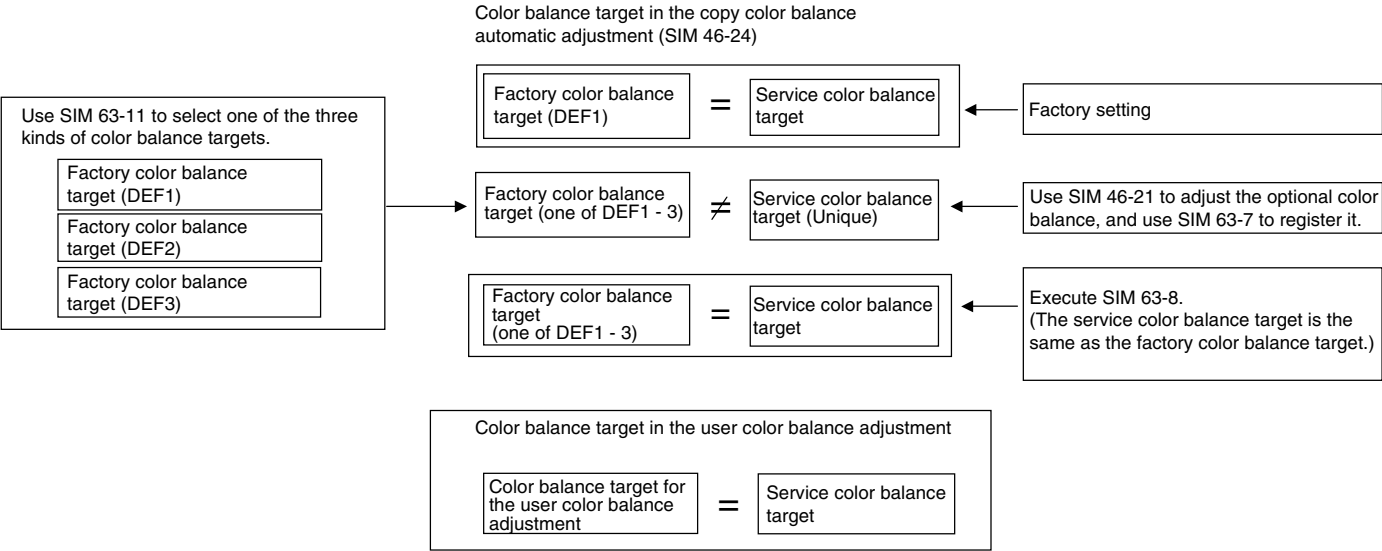 Color balance target in the copy color balance
automatic adjustment (SIM 46-24)
Use SIM 63-11 to select one of the three
kinds of color balance targets.
Factory color balance
target (DEF1)
Factory color balance
target (DEF2)
Factory color balance
target (DEF3)
Factory color balance
target (DEF1)
=
Service color balance
target
Factory setting
Factory color balance
target (one of DEF1 - 3)
≠
Service color balance
target (Unique)
Use SIM 46-21 to adjust the optional color
balance, and use SIM 63-7 to register it.
Factory color balance
target
(one of DEF1 - 3)
=
Service color balance
target
Execute SIM 63-8.
(The service color balance target is the
same as the factory color balance target.)
Color balance target in the user color balance adjustment
Color balance target for
the user color balance
adjustment
=
Service color balance
target